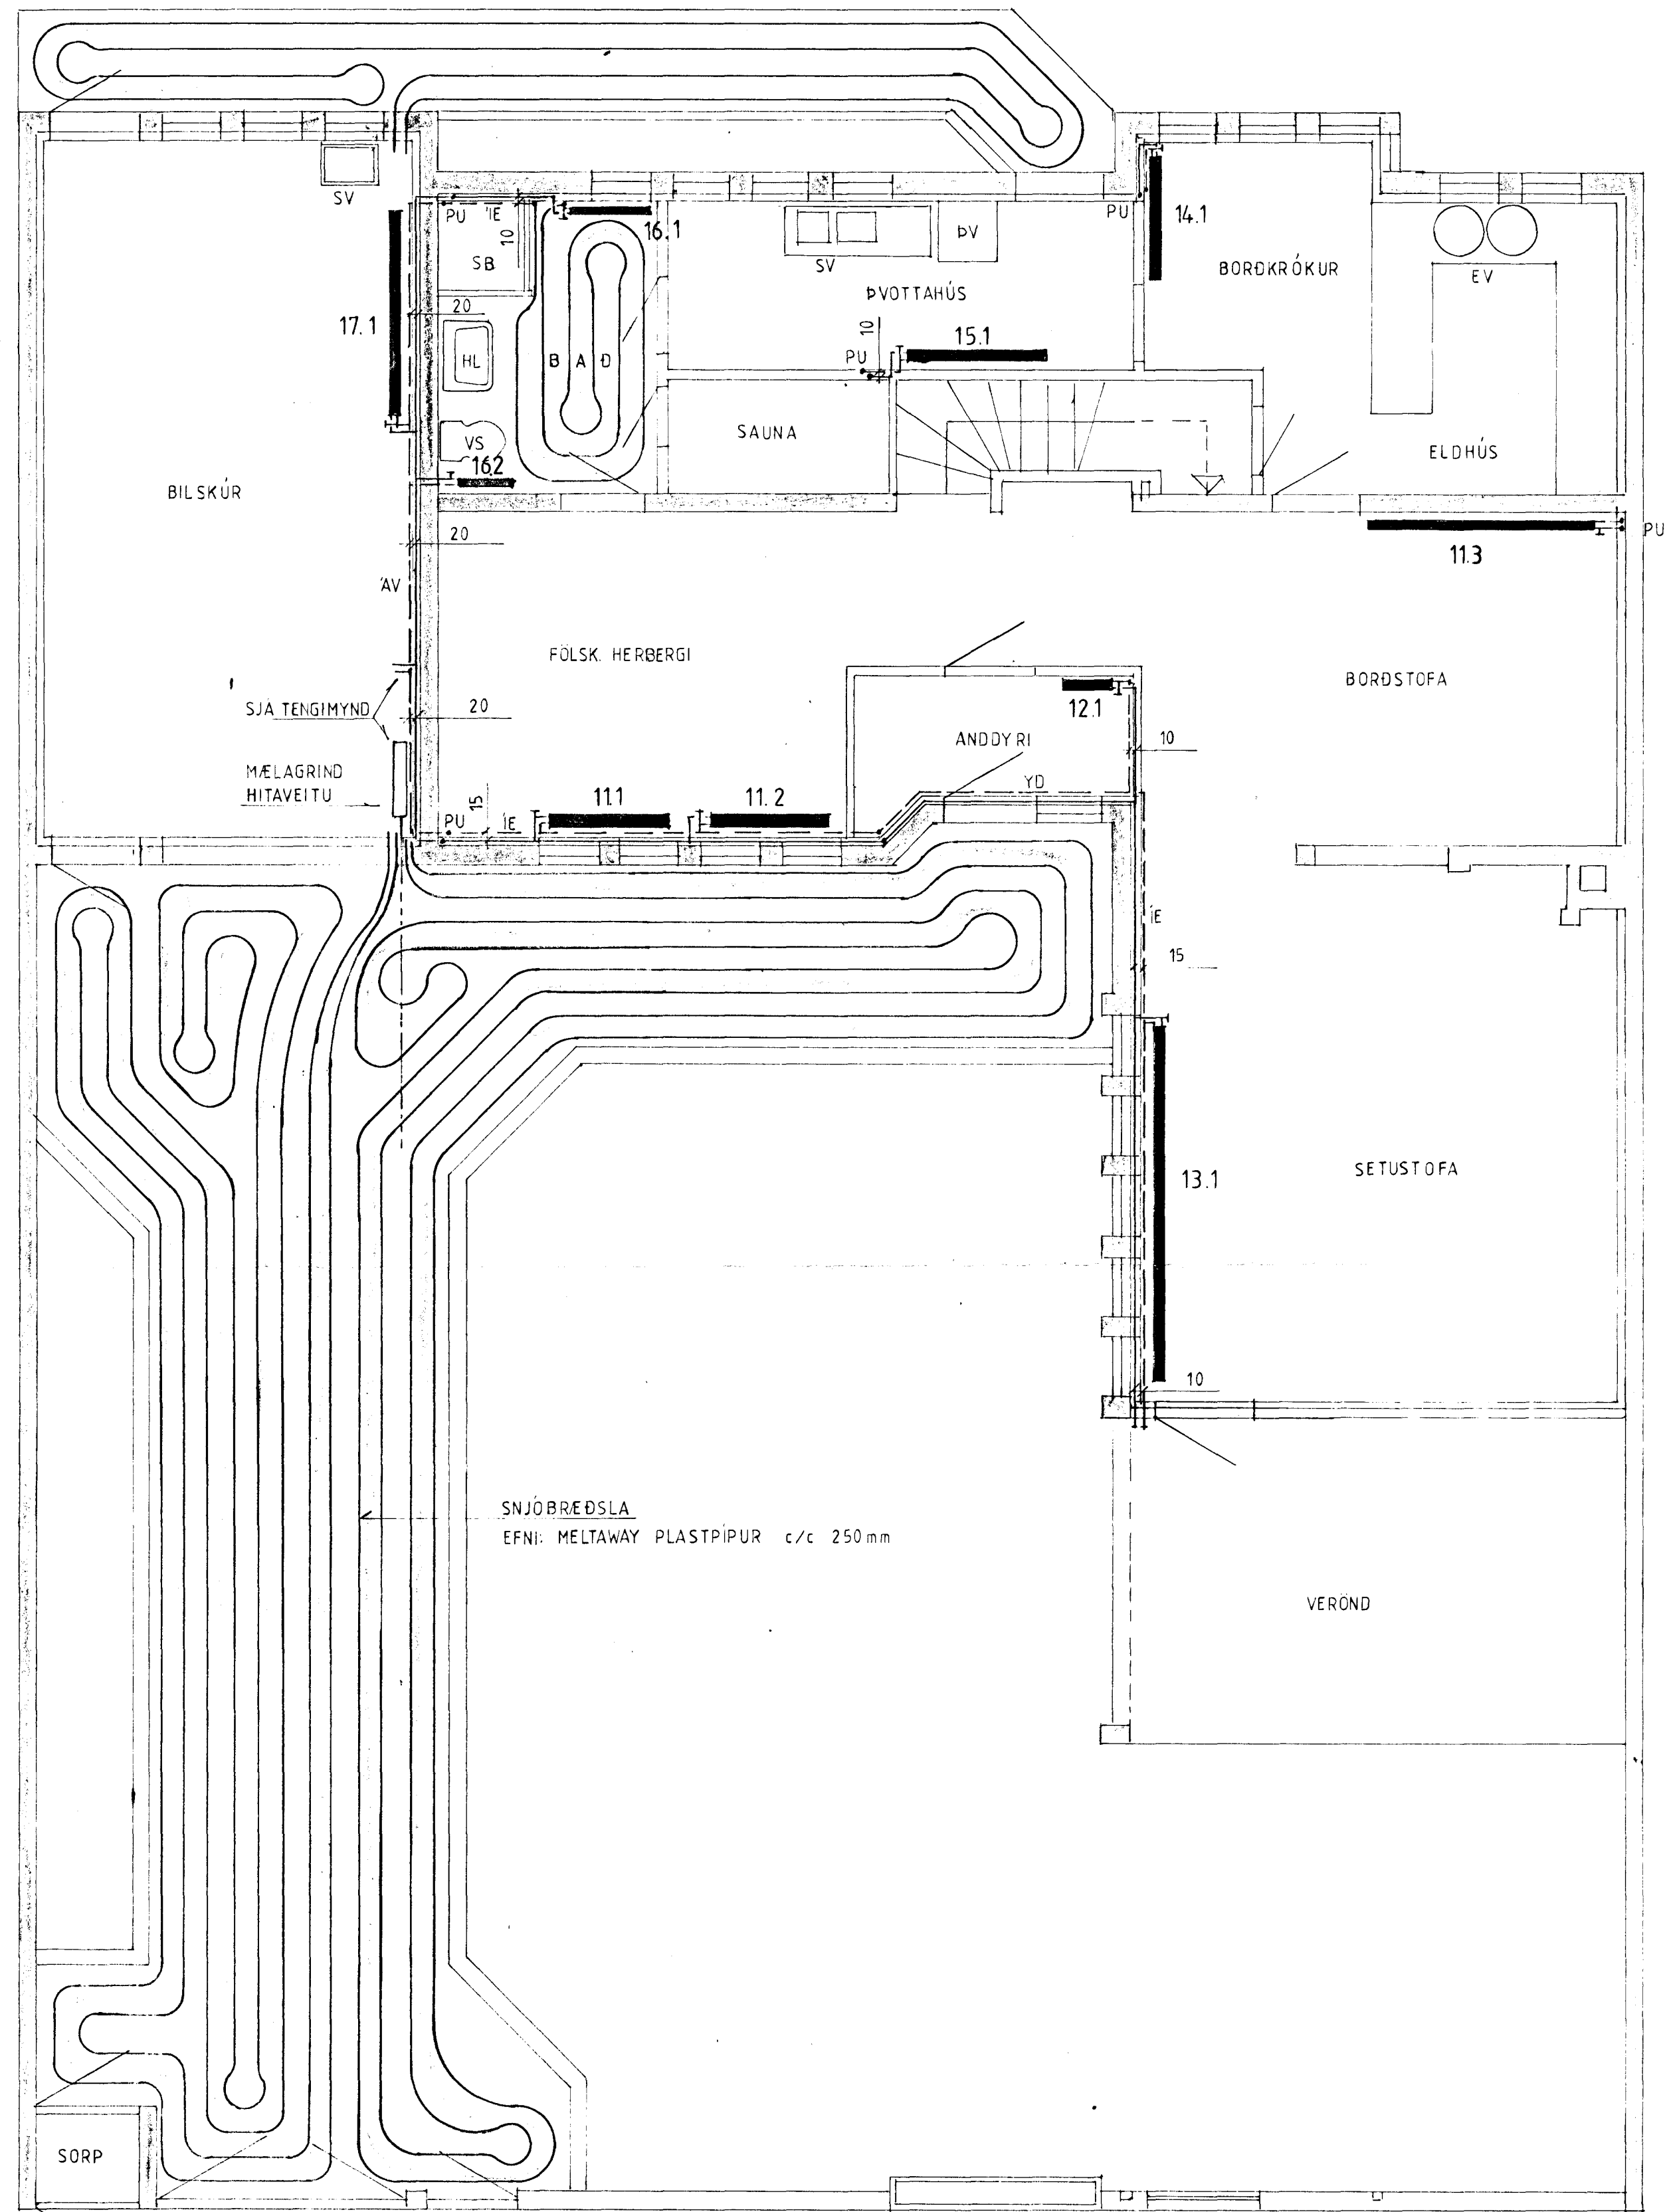 SV
PU
ÍE
10
SB
16.1
SV
ÞV
ÞVOTTAHÚS
PU
14.1
BORÐKRÓKUR
EV
17.1
20
HL
B A Ð
10
PU
15.1
SAUNA
VS
16.2
ELDHÚS
BILSKÚR
20
11.3
PU
ÁV
FÖLSK. HERBERGI
BORÐSTOFA
SJÁ TENGIMYND
20
12.1
ANDDYRI
10
MÆLAGRIND
HITAVEITU
YD
PU
15
ÍE
11.1
11.2
ÍE
15
13.1
SETUSTOFA
10
SNJÓBRÆÐSLA
EFNI: MELTAWAY PLASTPÍPUR c/c 250mm
VERÖND
SORP